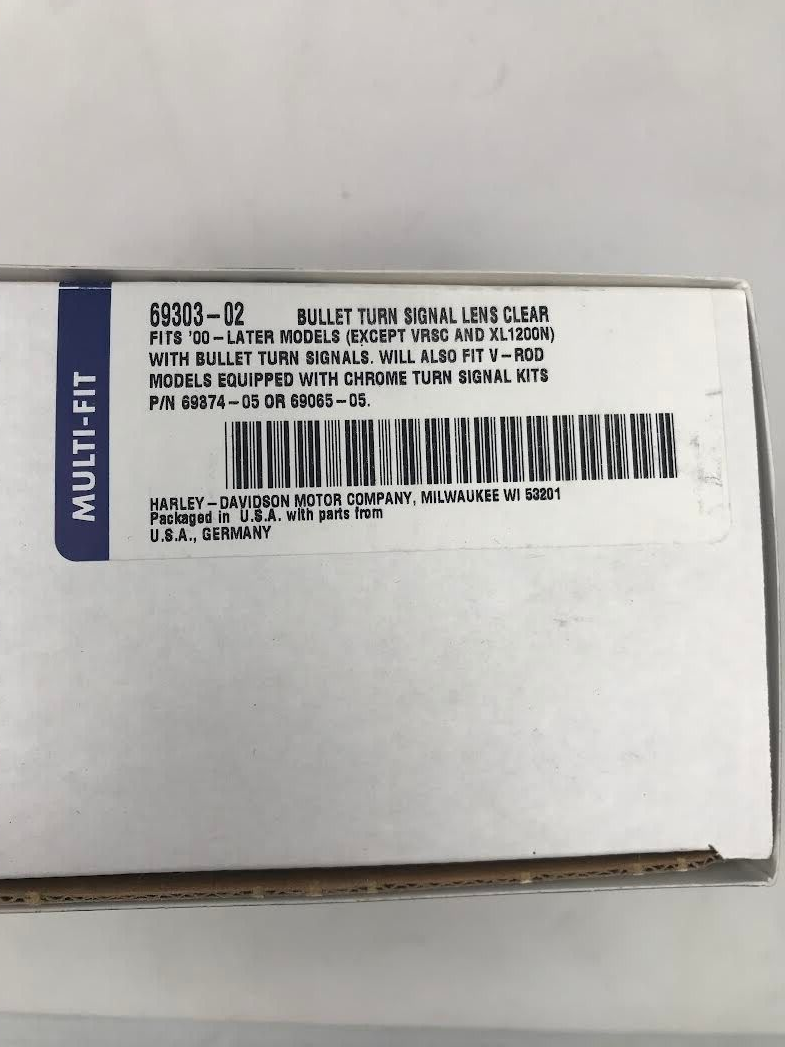 MULTI-FIT
69303-02 BULLET TURN SIGNAL LENS CLEAR
FITS '00-LATER MODELS (EXCEPT VRSC AND XL1200N)
WITH BULLET TURN SIGNALS. WILL ALSO FIT V-ROD
MODELS EQUIPPED WITH CHROME TURN SIGNAL KITS
P/N 69374-05 OR 69065-05.
HARLEY-DAVIDSON MOTOR COMPANY, MILWAUKEE WI 53201
Packaged in U.S.A. with parts from
U.S.A., GERMANY